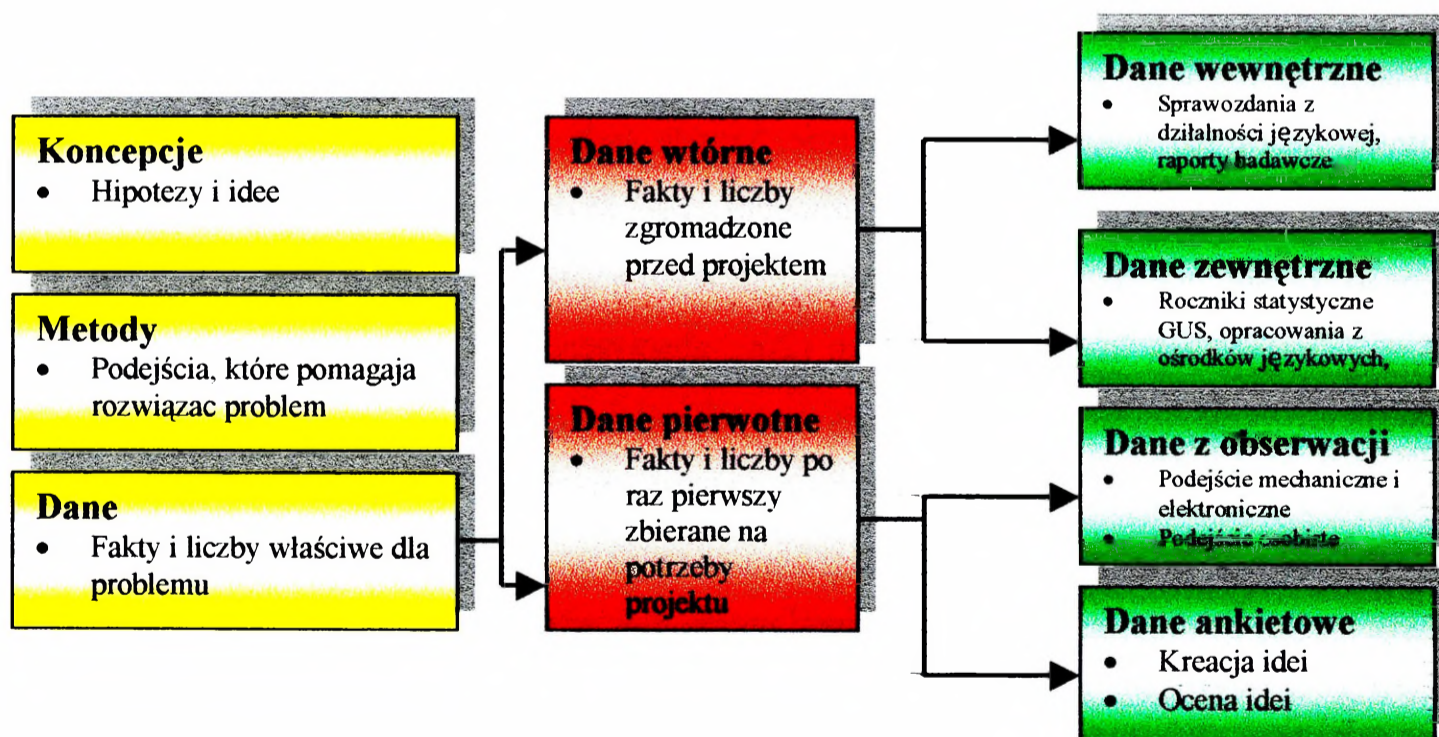 Koncepcje
• Hipotezy i idee
Metody
• Podejścia, które pomagaja
rozwiązac problem
Dane
• Fakty i liczby właściwe dla
problemu
Dane wtórne
• Fakty i liczby
zgromadzone
przed projektem
Dane pierwotne
• Fakty i liczby po
raz pierwszy
zbierane na
potrzeby
projektu
Dane wewnętrzne
• Sprawozdania z
dziłalności językowej,
raporty badawcze
Dane zewnętrzne
• Roczniki statystyczne
GUS, opracowania z
ośrodków językowych,
Dane z obserwacji
• Podejście mechaniczne i
elektroniczne
• Podejście osobiste
Dane ankietowe
• Kreacja idei
• Ocena idei